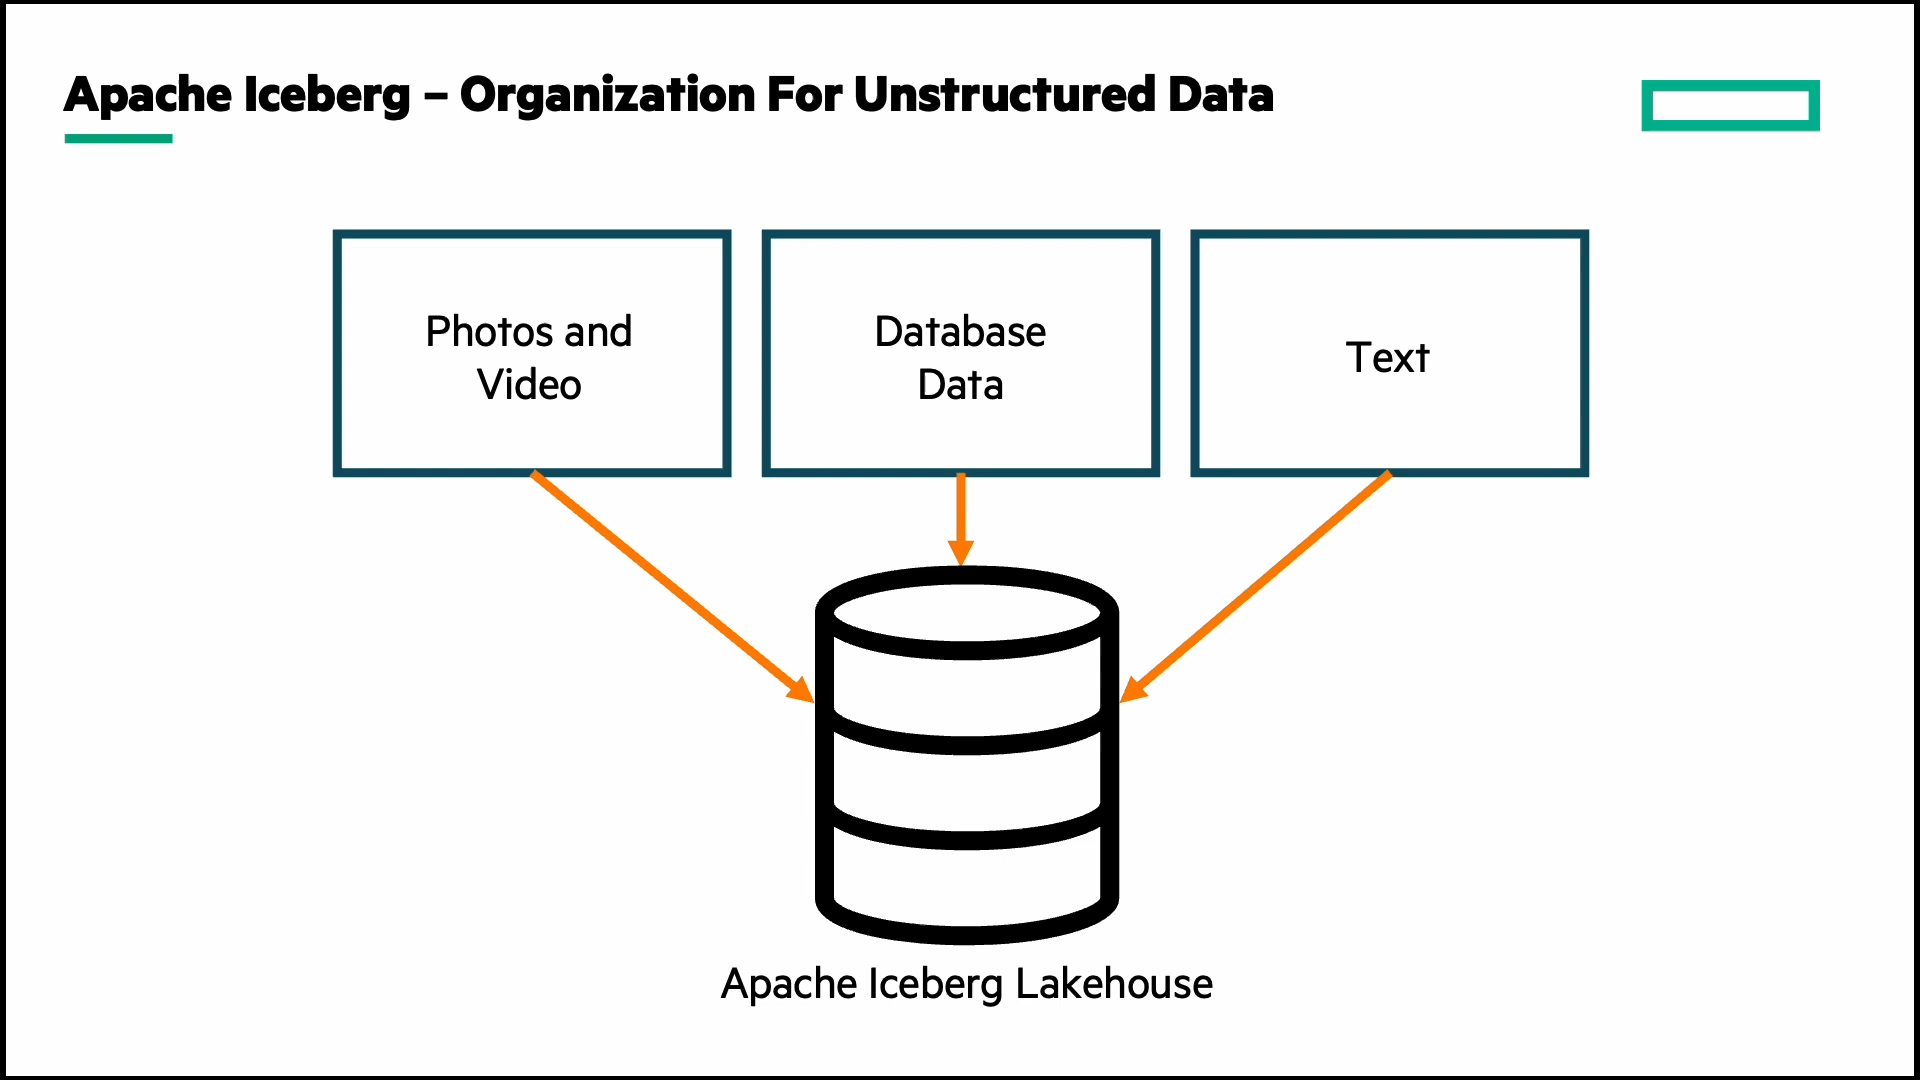 Apache Iceberg – Organization For Unstructured Data
Photos and
Video
Database
Data
Text
Apache Iceberg Lakehouse